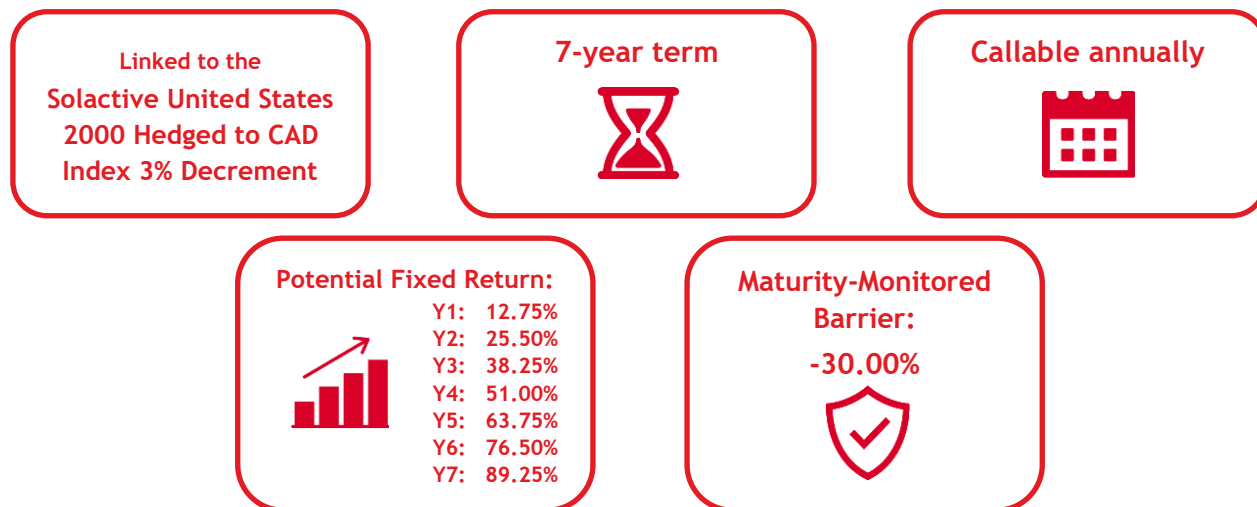 Linked to the
Solactive United States
2000 Hedged to CAD
Index 3% Decrement
7-year term
Callable annually
Potential Fixed Return:
Y1: 12.75%
Y2: 25.50%
Y3: 38.25%
Y4: 51.00%
Y5: 63.75%
Y6: 76.50%
Y7: 89.25%
Maturity-Monitored
Barrier:
-30.00%